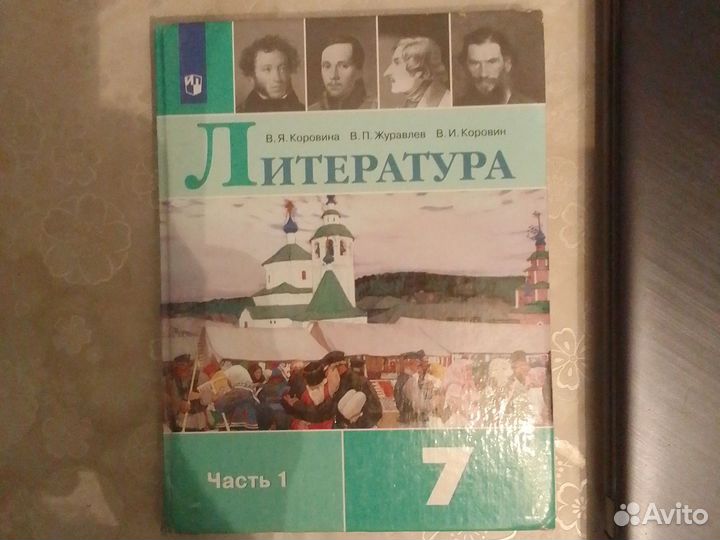 В.Я. Коровина В.П. Журавлев В.И. Коровин
ЛИТЕРАТУРА
Часть 1
7
Avito